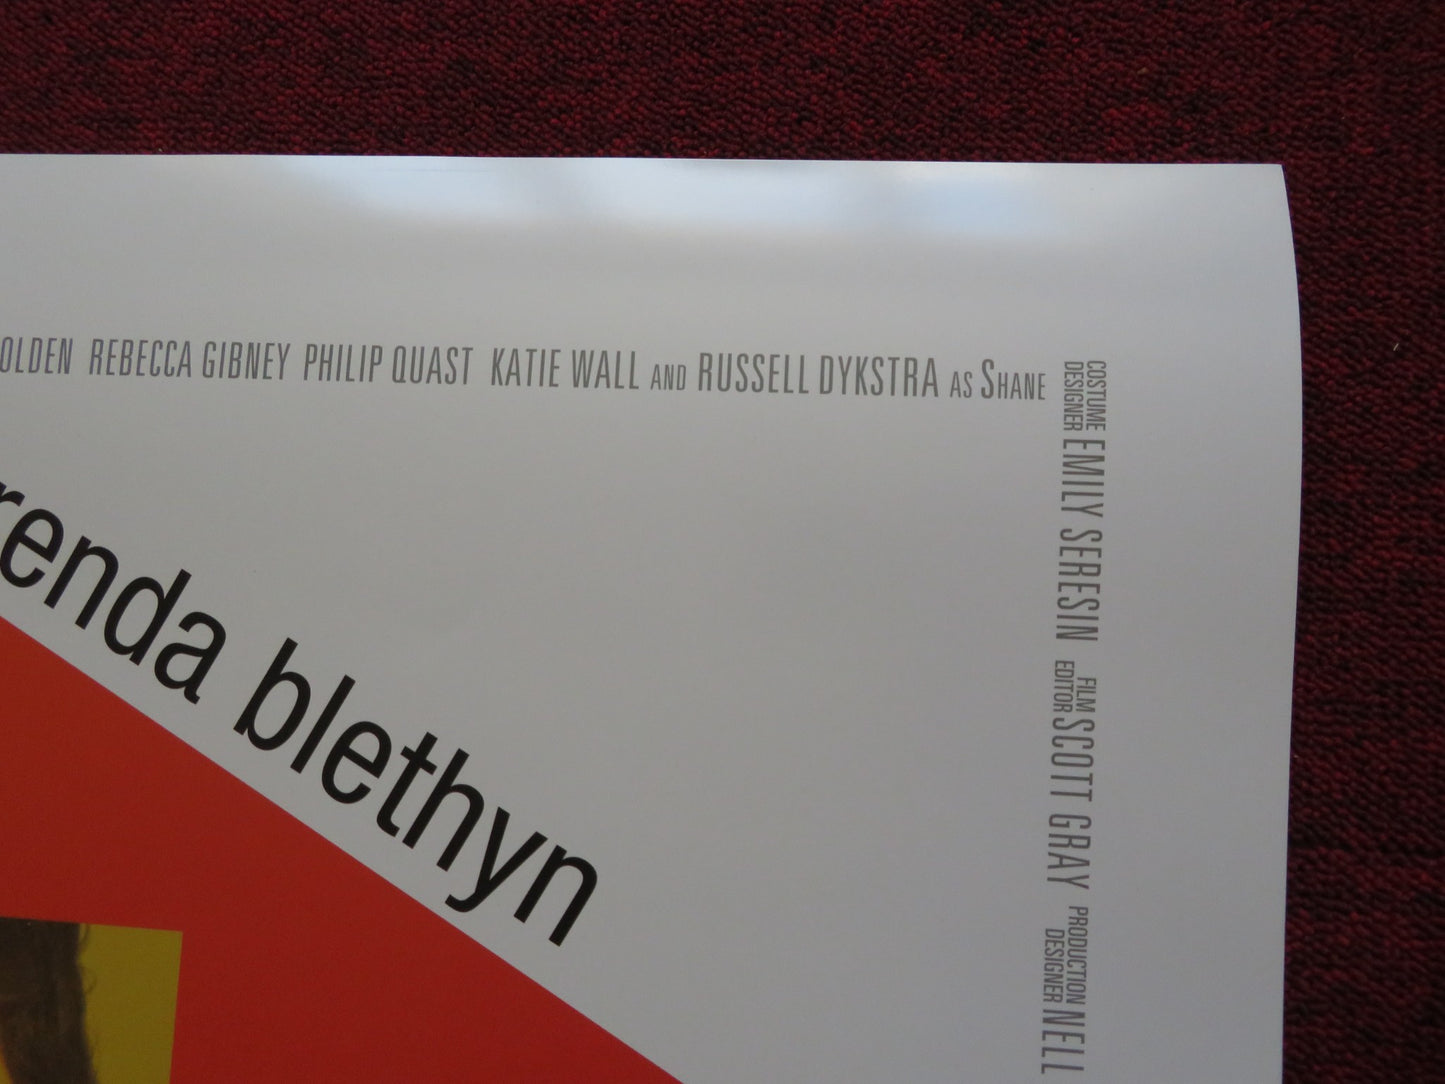 OLDEN REBECCA GIBNEY PHILIP QUAST KATIE WALL AND RUSSELL DYKSTRA AS SHANE
COSTUME DESIGNER EMILY SERESIN FILM EDITOR SCOTT GRAY PRODUCTION DESIGNER NELL
renda blethyn